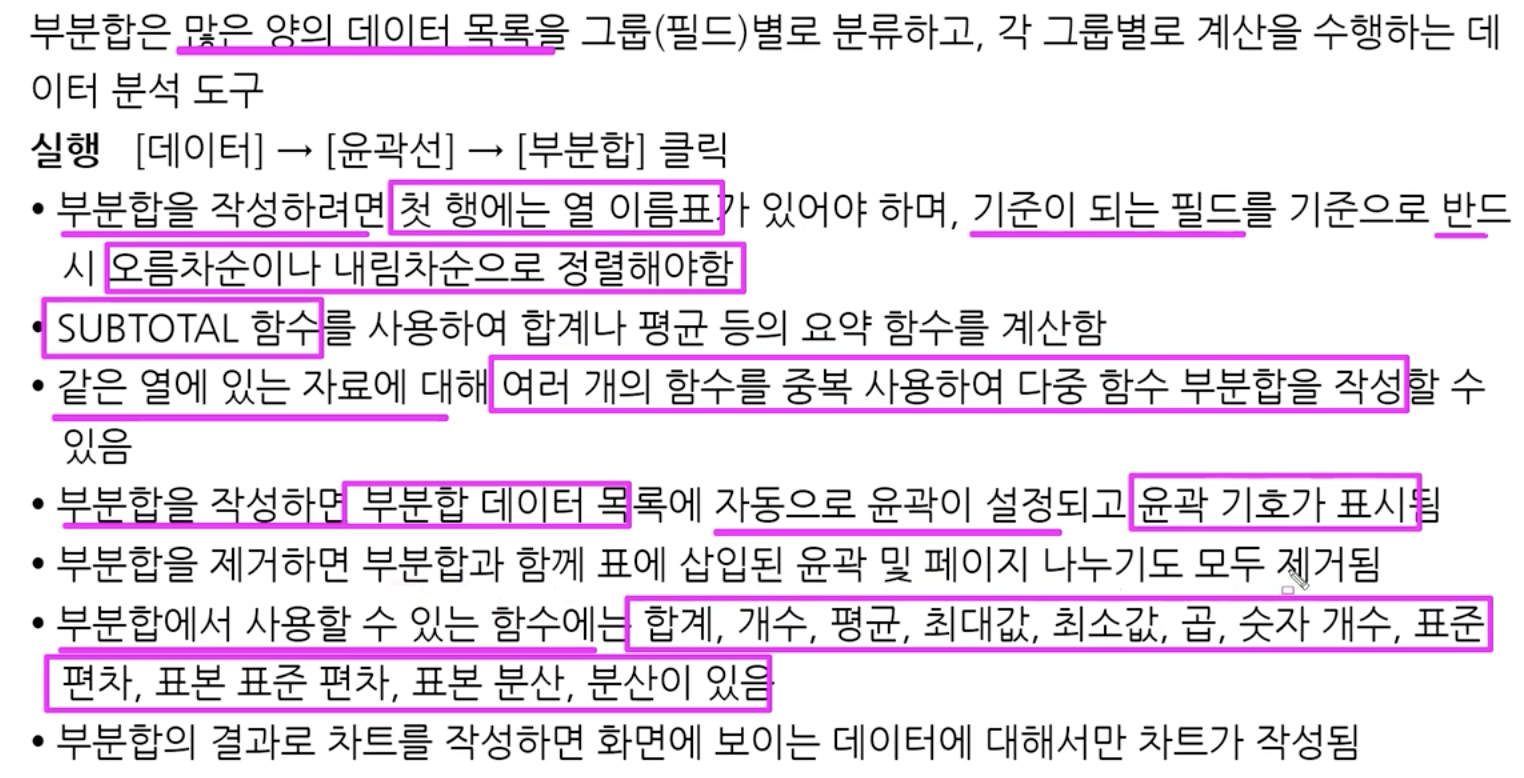 부분합은 많은 양의 데이터 목록을 그룹(필드)별로 분류하고, 각 그룹별로 계산을 수행하는 데
이터 분석 도구
실행 [데이터] → [윤곽선] → [부분합] 클릭
• 부분합을 작성하려면 첫 행에는 열 이름표가 있어야 하며, 기준이 되는 필드를 기준으로 반드
시 오름차순이나 내림차순으로 정렬해야함
• SUBTOTAL 함수를 사용하여 합계나 평균 등의 요약 함수를 계산함
• 같은 열에 있는 자료에 대해 여러 개의 함수를 중복 사용하여 다중 함수 부분합을 작성할 수
있음
• 부분합을 작성하면 부분합 데이터 목록에 자동으로 윤곽이 설정되고 윤곽 기호가 표시됨
• 부분합을 제거하면 부분합과 함께 표에 삽입된 윤곽 및 페이지 나누기도 모두 제거됨
• 부분합에서 사용할 수 있는 함수에는 합계, 개수, 평균, 최대값, 최소값, 곱, 숫자 개수, 표준
편차, 표본 표준 편차, 표본 분산, 분산이 있음
• 부분합의 결과로 차트를 작성하면 화면에 보이는 데이터에 대해서만 차트가 작성됨